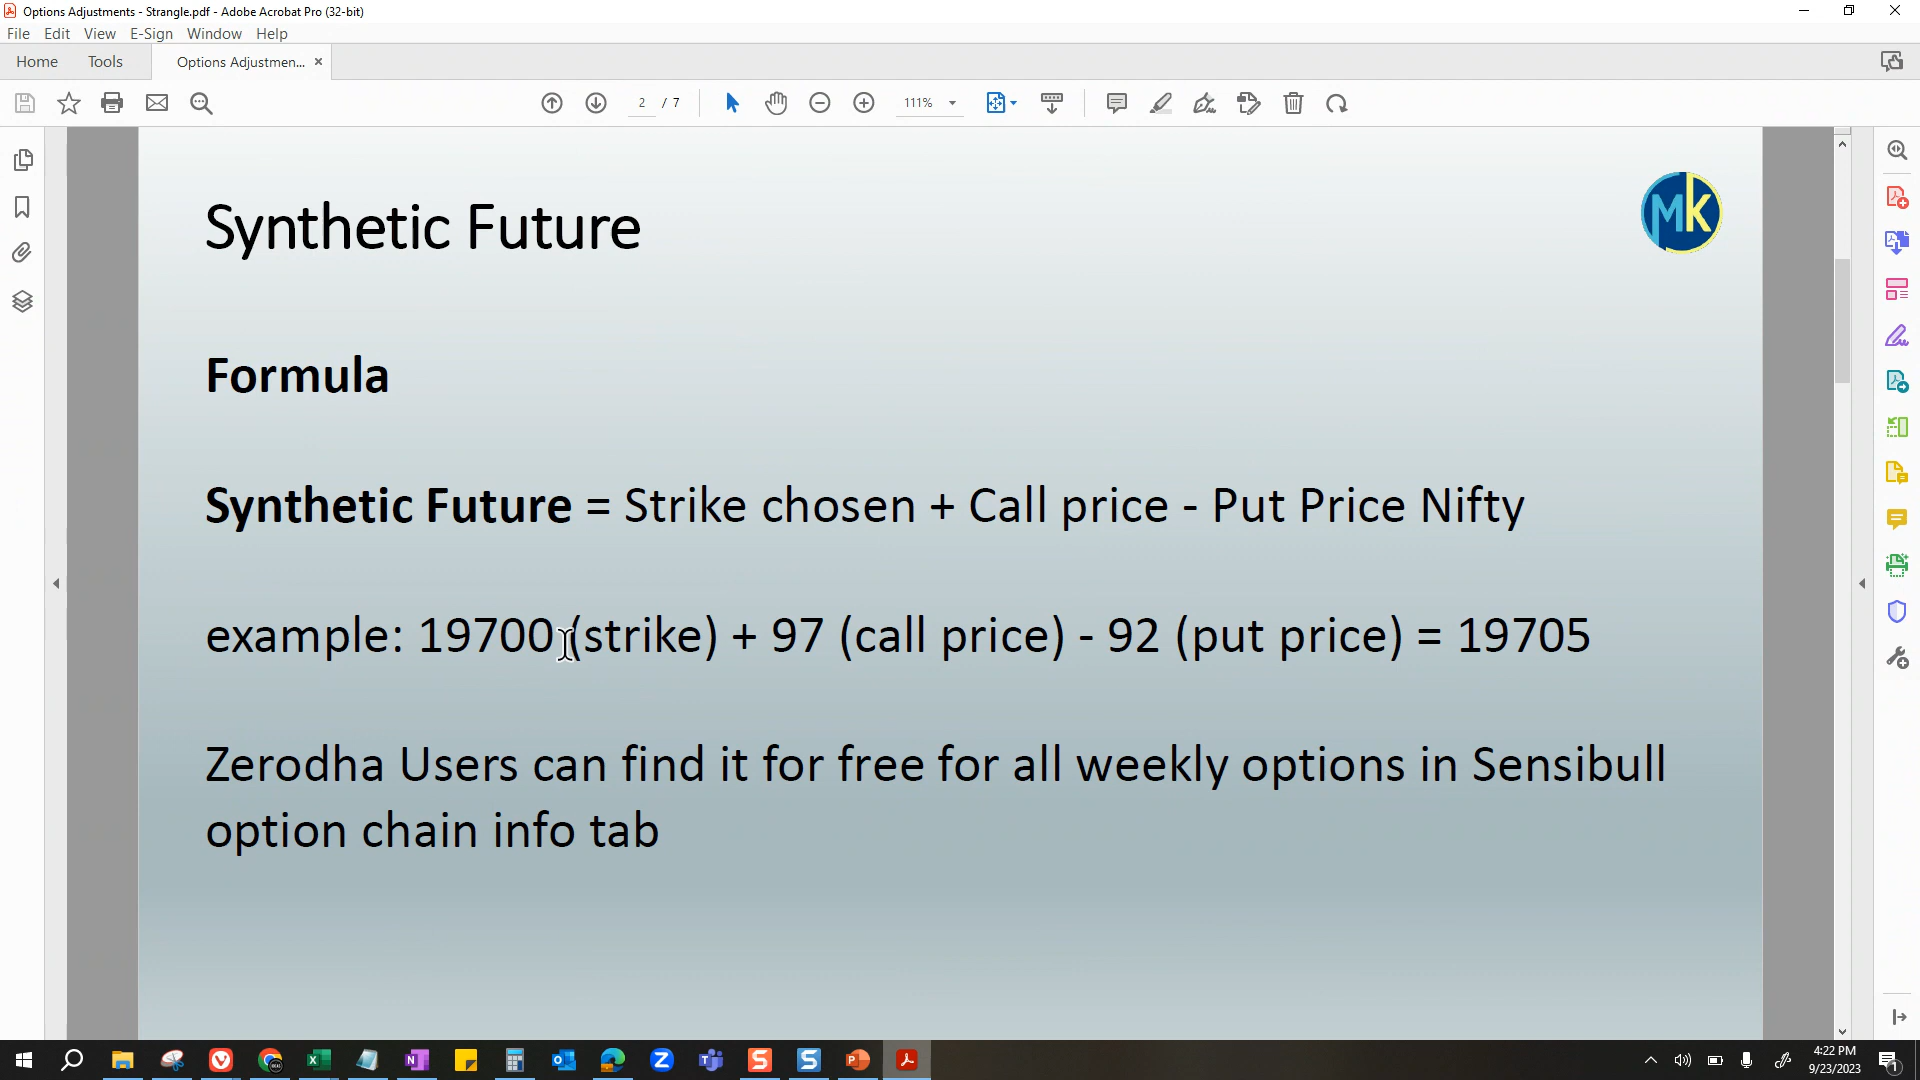 Options Adjustments - Strangle.pdf - Adobe Acrobat Pro (32-bit)
File Edit View E-Sign Window Help
Home Tools Options Adjustmen... ×
2 / 7 111%
Synthetic Future
MK
Formula
Synthetic Future = Strike chosen + Call price - Put Price Nifty
example: 19700 (strike) + 97 (call price) - 92 (put price) = 19705
Zerodha Users can find it for free for all weekly options in Sensibull
option chain info tab
4:22 PM
9/23/2023